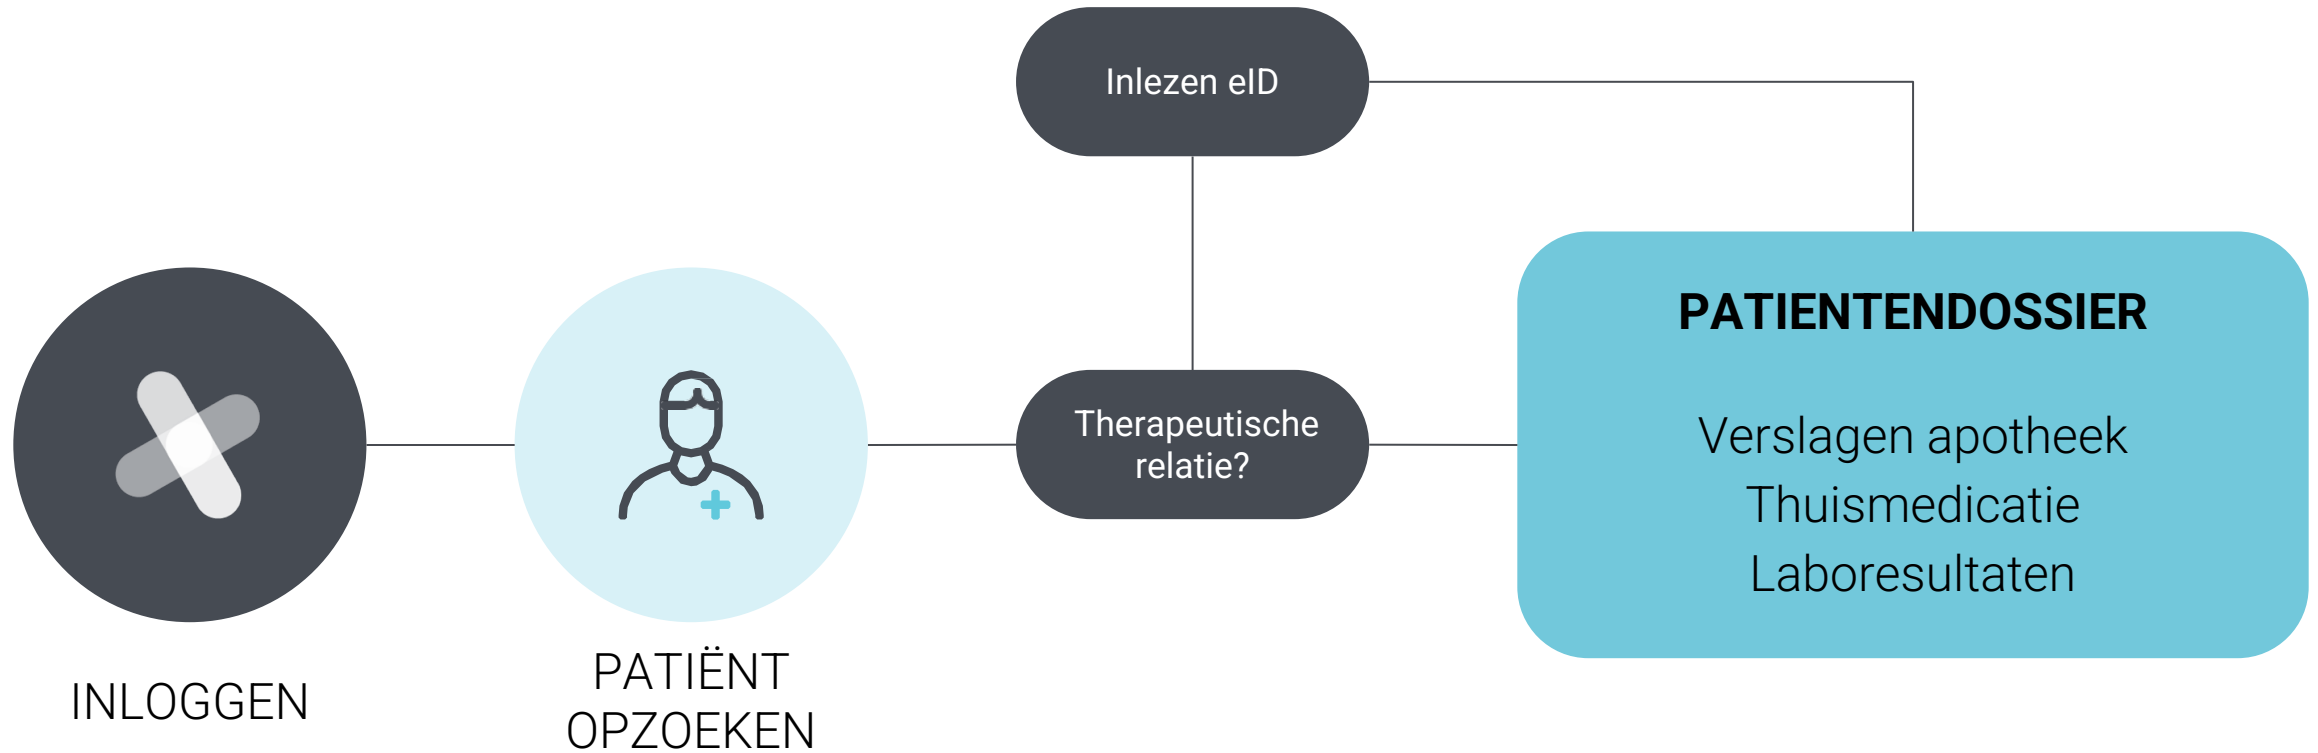 Inlezen eID
INLOGGEN
PATIËNT
OPZOEKEN
Therapeutische
relatie?
PATIENTENDOSSIER
Verslagen apotheek
Thuismedicatie
Laboresultaten